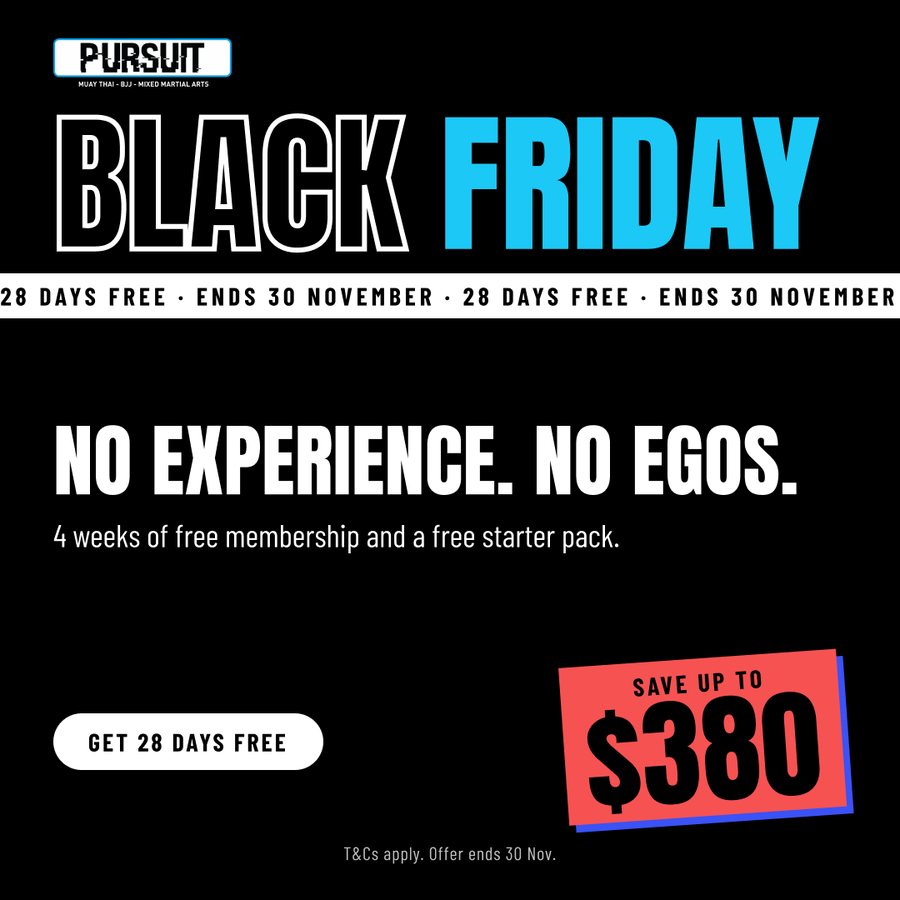 PURSUIT
MUAY THAI - BJJ - MIXED MARTIAL ARTS
BLACK FRIDAY
28 DAYS FREE · ENDS 30 NOVEMBER · 28 DAYS FREE · ENDS 30 NOVEMBER
NO EXPERIENCE. NO EGOS.
4 weeks of free membership and a free starter pack.
SAVE UP TO
$380
GET 28 DAYS FREE
T&Cs apply. Offer ends 30 Nov.